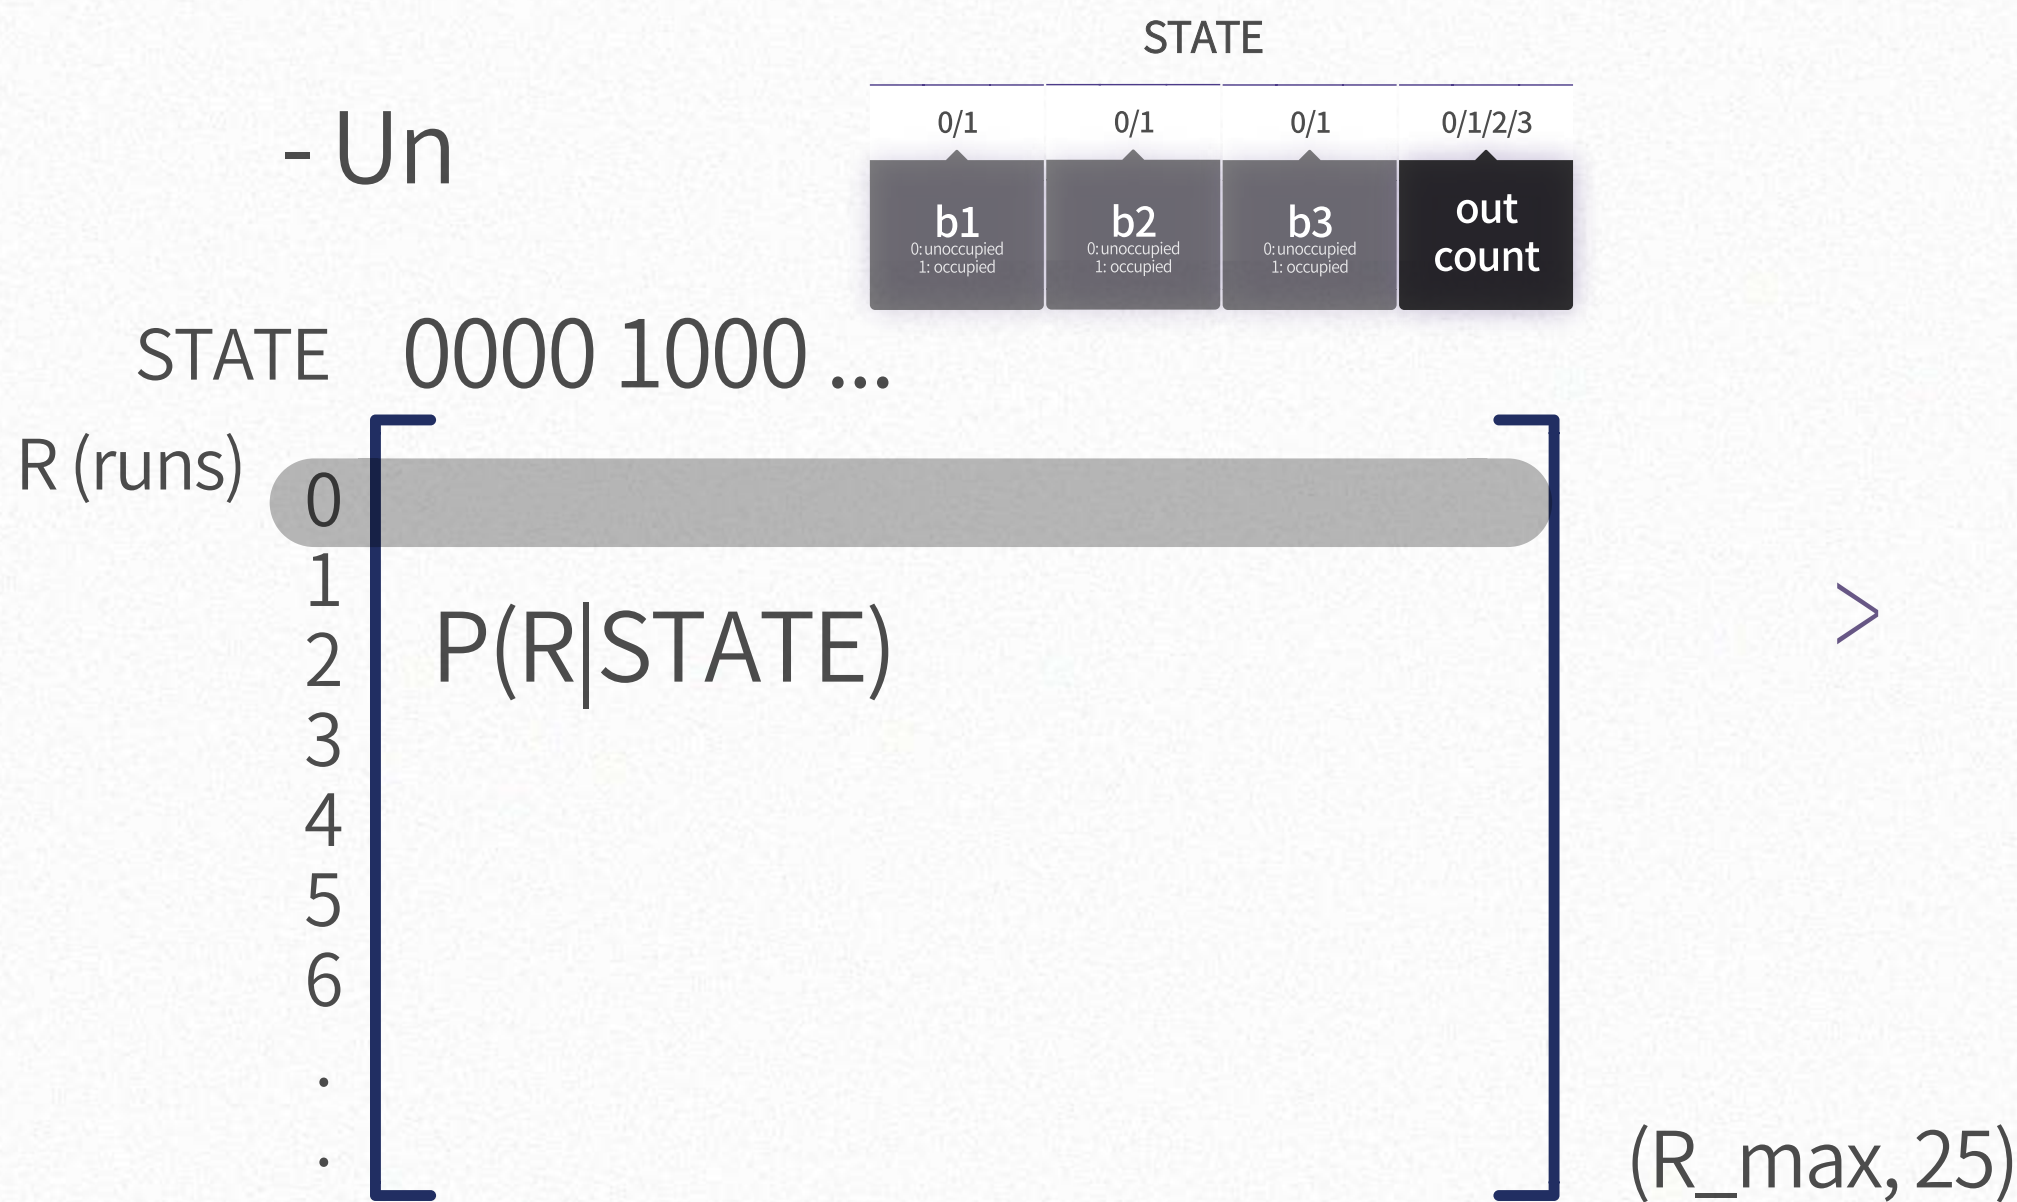 STATE
- Un
0/1 0/1 0/1 0/1/2/3
b1 b2 b3 out count
0:unoccupied 0:unoccupied 0:unoccupied
1: occupied 1: occupied 1: occupied
STATE 0000 1000 ...
R (runs)
0
1
P(R|STATE)
2
3
4
5
6
.
.
(R_max, 25)
>